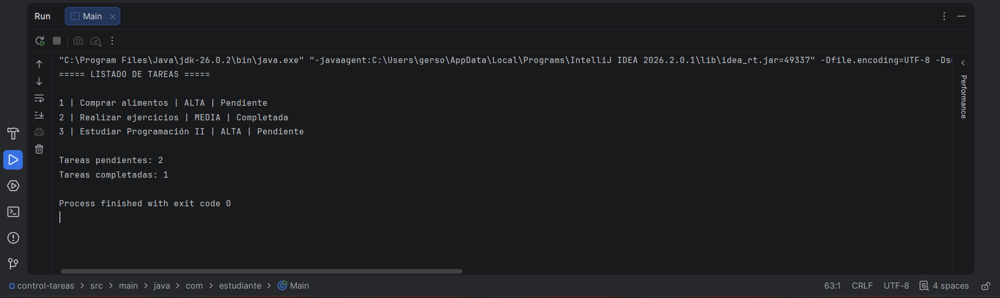 Run Main
"C:\Program Files\Java\jdk-26.0.2\bin\java.exe" "-javaagent:C:\Users\gerso\AppData\Local\Programs\IntelliJ IDEA 2026.2.0.1\lib\idea_rt.jar=49337" -Dfile.encoding=UTF-8 -Dsu
===== LISTADO DE TAREAS =====
1 | Comprar alimentos | ALTA | Pendiente
2 | Realizar ejercicios | MEDIA | Completada
3 | Estudiar Programación II | ALTA | Pendiente
Tareas pendientes: 2
Tareas completadas: 1
Process finished with exit code 0
Performance
control-tareas > src > main > java > com > estudiante > Main 63:1 CRLF UTF-8 4 spaces